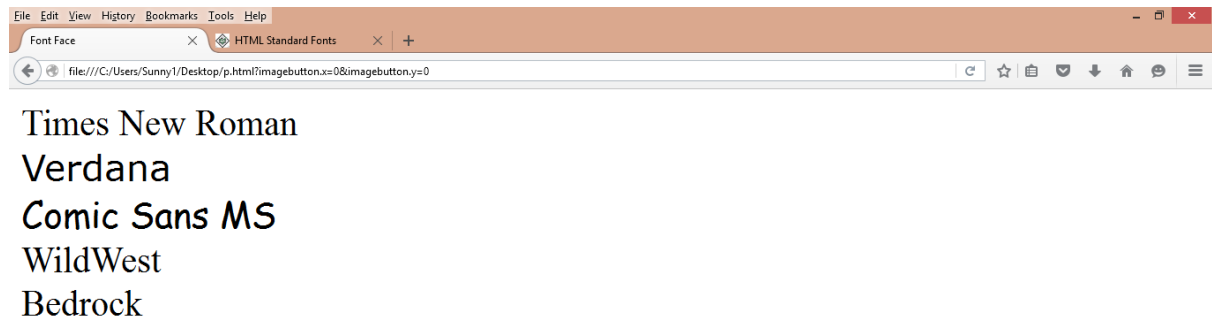 File Edit View History Bookmarks Tools Help
Font Face HTML Standard Fonts
file:///C:/Users/Sunny1/Desktop/p.html?imagebutton.x=0&imagebutton.y=0
Times New Roman
Verdana
Comic Sans MS
WildWest
Bedrock